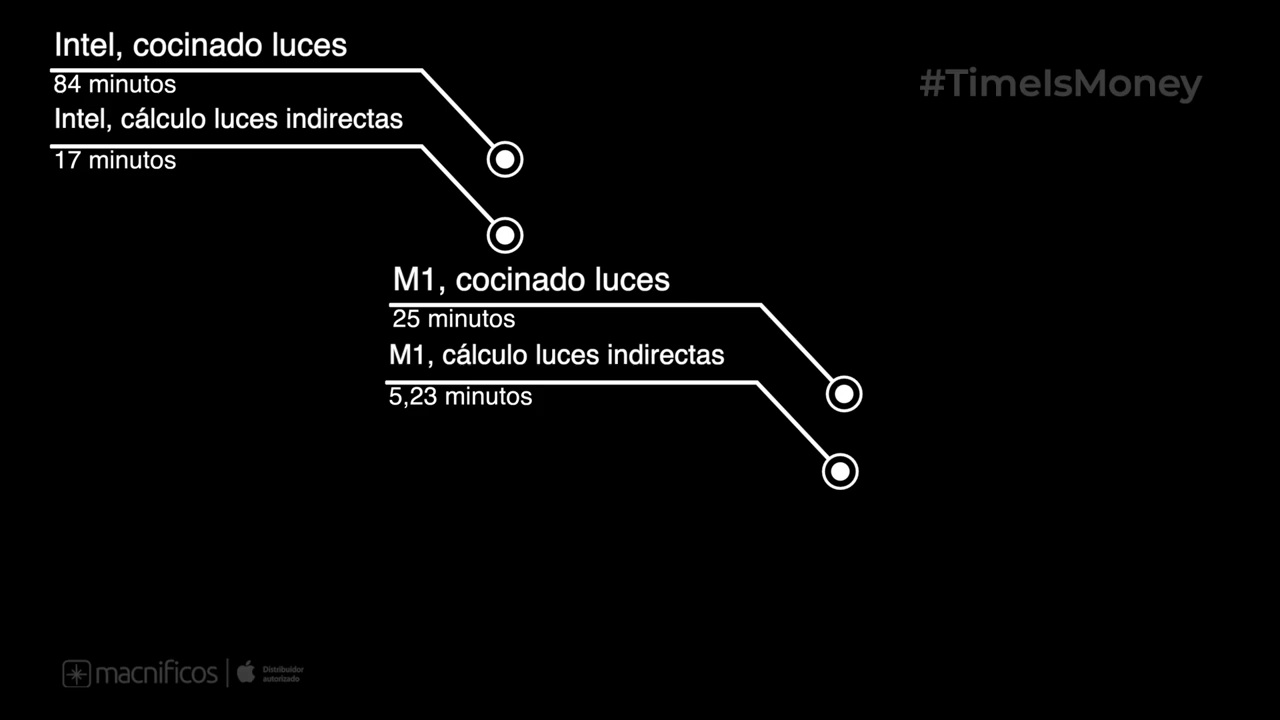 Intel, cocinado luces
84 minutos
#TimeIsMoney
Intel, cálculo luces indirectas
17 minutos
M1, cocinado luces
25 minutos
M1, cálculo luces indirectas
5,23 minutos
macnificos
Distribuidor
autorizado